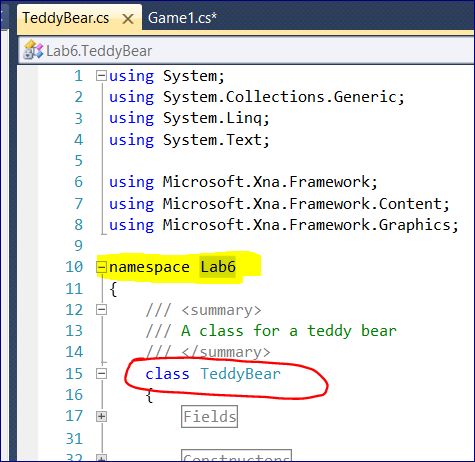 TeddyBear.cs Game1.cs*
Lab6.TeddyBear
1 using System;
2 using System.Collections.Generic;
3 using System.Linq;
4 using System.Text;
5
6 using Microsoft.Xna.Framework;
7 using Microsoft.Xna.Framework.Content;
8 using Microsoft.Xna.Framework.Graphics;
9
10 namespace Lab6
11 {
12 /// <summary>
13 /// A class for a teddy bear
14 /// </summary>
15 class TeddyBear
16 {
17 Fields
31
32 Constructors